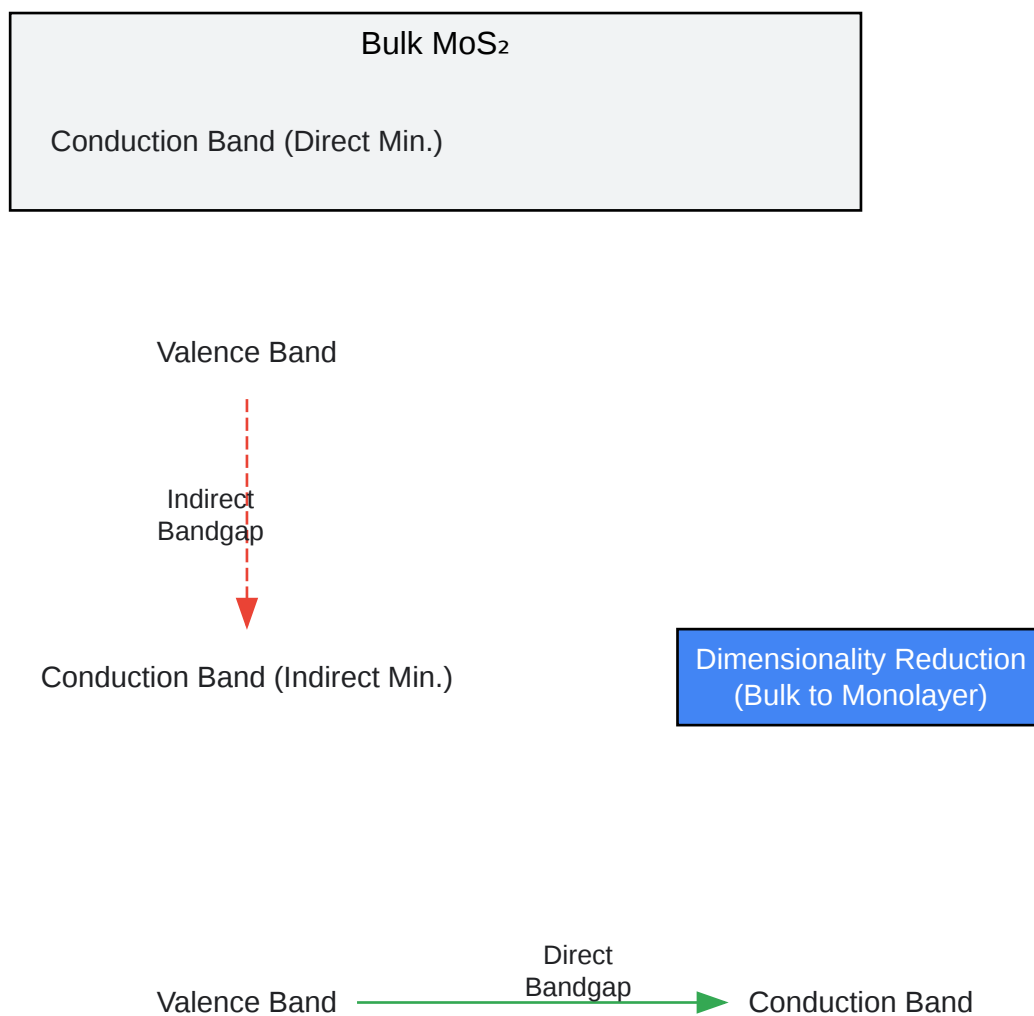 Bulk MoS₂
Conduction Band (Direct Min.)
Valence Band
Indirect
Bandgap
Conduction Band (Indirect Min.)
Dimensionality Reduction
(Bulk to Monolayer)
Direct
Bandgap
Valence Band
Conduction Band